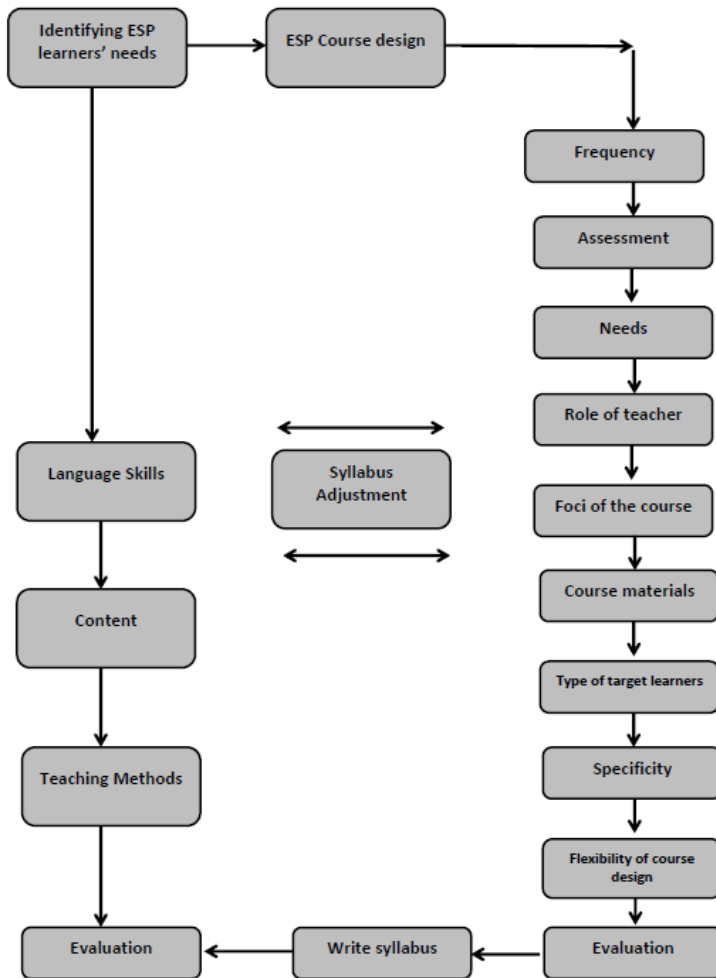 Identifying ESP
learners’ needs
ESP Course design
Frequency
Assessment
Needs
Role of teacher
Language Skills
Syllabus
Adjustment
Foci of the course
Course materials
Content
Type of target learners
Teaching Methods
Specificity
Flexibility of course
design
Evaluation
Write syllabus
Evaluation